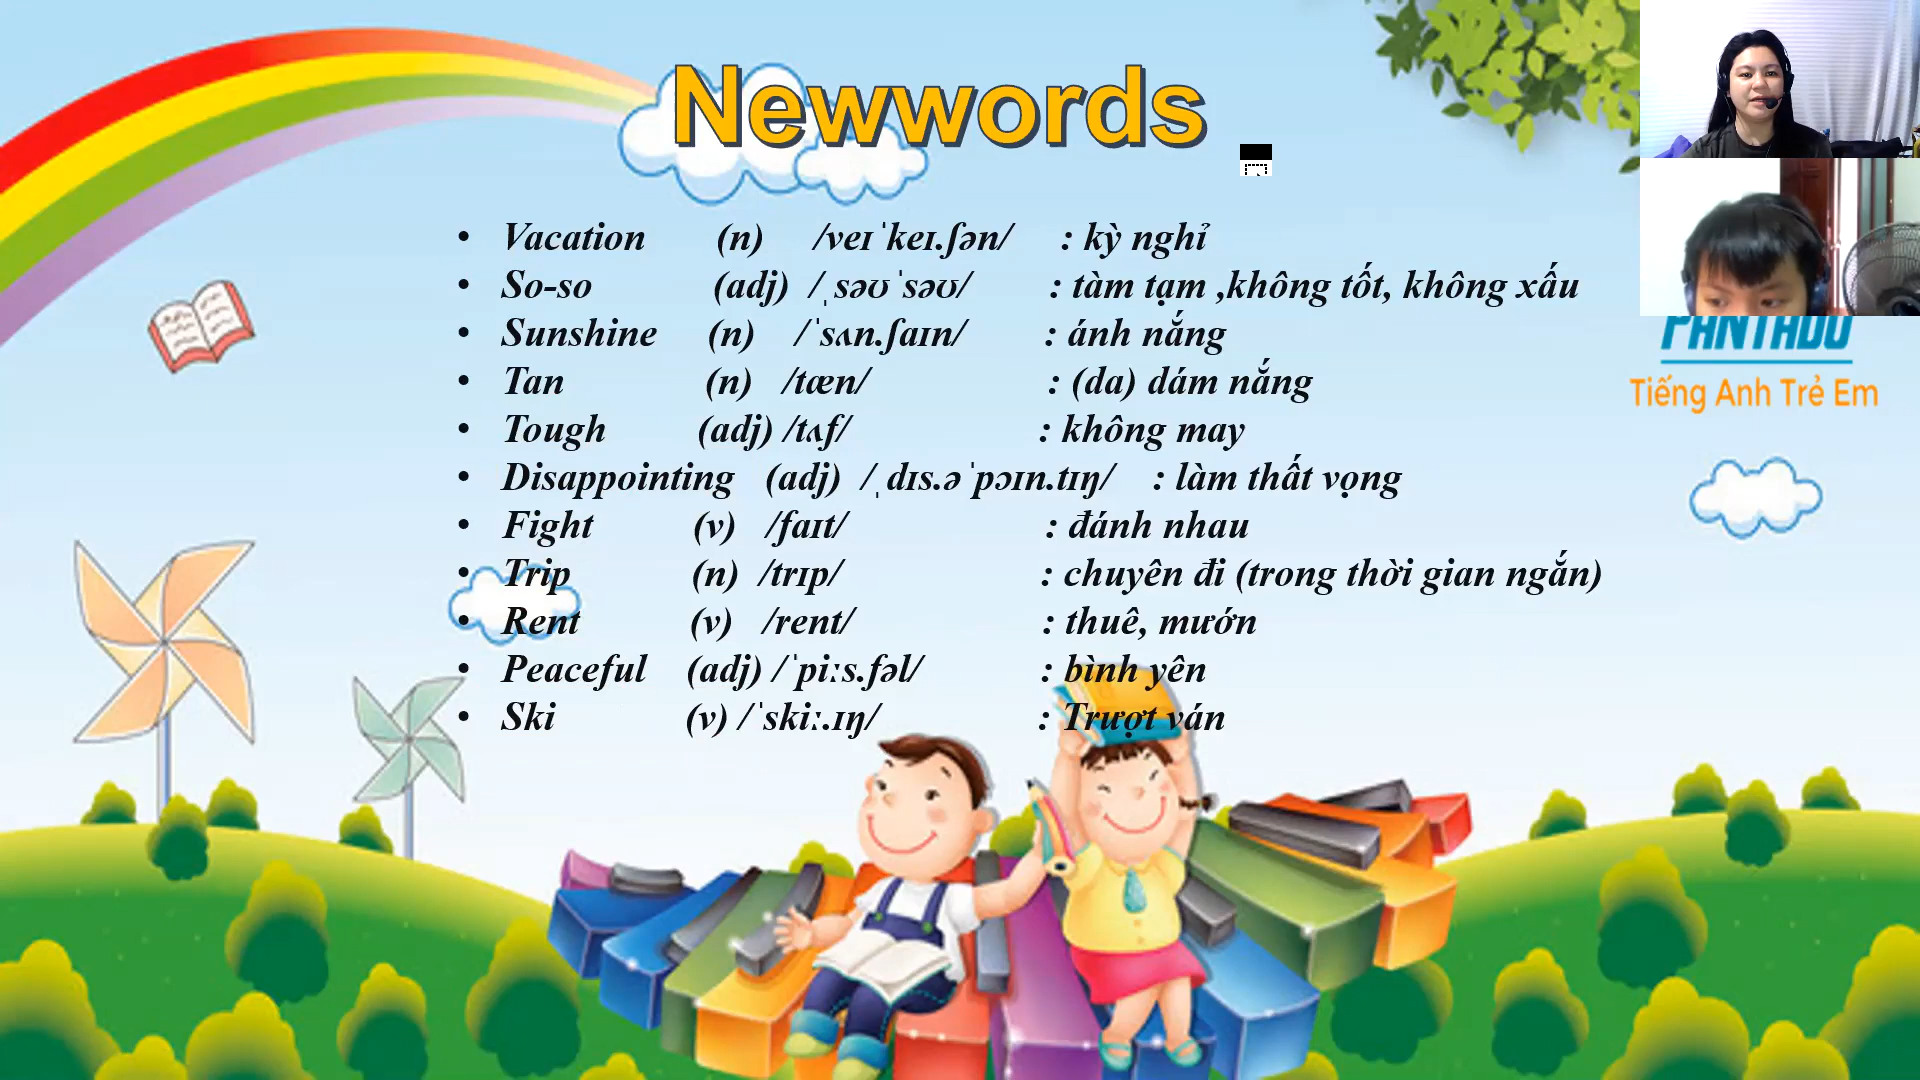 Newwords
• Vacation (n) /veɪˈkeɪ.ʃən/ : kỳ nghỉ
• So-so (adj) /ˌsəʊˈsəʊ/ : tàm tạm ,không tốt, không xấu
• Sunshine (n) /ˈsʌn.ʃaɪn/ : ánh nắng
• Tan (n) /tæn/ : (da) dám nắng
• Tough (adj) /tʌf/ : không may
• Disappointing (adj) /ˌdɪs.əˈpɔɪn.tɪŋ/ : làm thất vọng
• Fight (v) /faɪt/ : đánh nhau
• Trip (n) /trɪp/ : chuyên đi (trong thời gian ngắn)
• Rent (v) /rent/ : thuê, mướn
• Peaceful (adj) /ˈpiːs.fəl/ : bình yên
• Ski (v) /ˈskiː.ɪŋ/ : Trượt ván
PANTADO
Tiếng Anh Trẻ Em